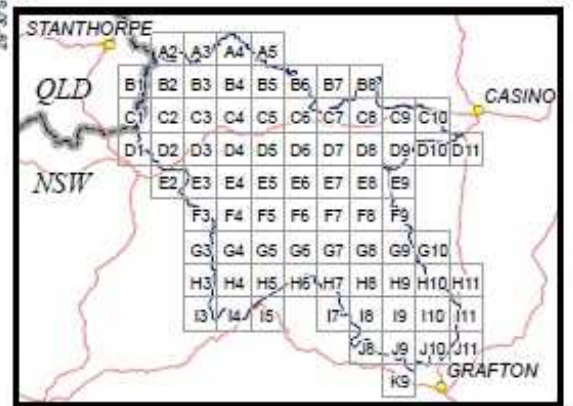 STANTHORPE
A2 A3 A4 A5
QLD
B1 B2 B3 B4 B5 B6 B7 B8
CASINO
C1 C2 C3 C4 C5 C6 C7 C8 C9 C10
D1 D2 D3 D4 D5 D6 D7 D8 D9 D10 D11
NSW
E2 E3 E4 E5 E6 E7 E8 E9
F3 F4 F5 F6 F7 F8 F9
G3 G4 G5 G6 G7 G8 G9 G10
H3 H4 H5 H6 H7 H8 H9 H10 H11
I3 I4 I5 I7 I8 I9 I10 I11
J8 J9 J10 J11
GRAFTON
K9